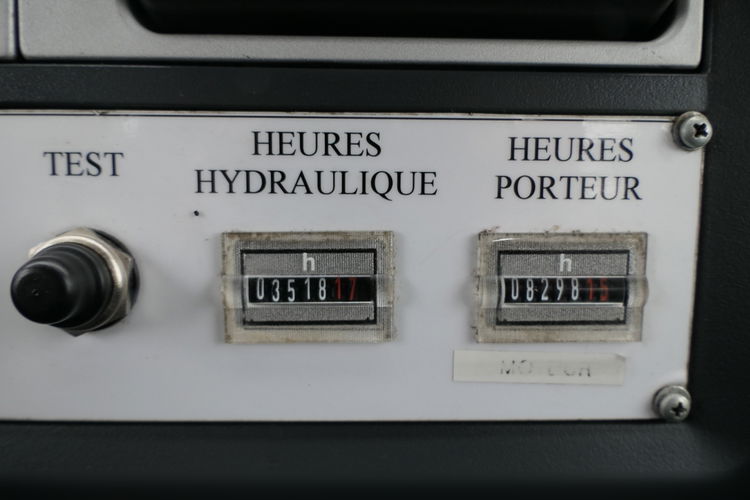 TEST
HEURES
HYDRAULIQUE
h
0351817
HEURES
PORTEUR
h
0829815